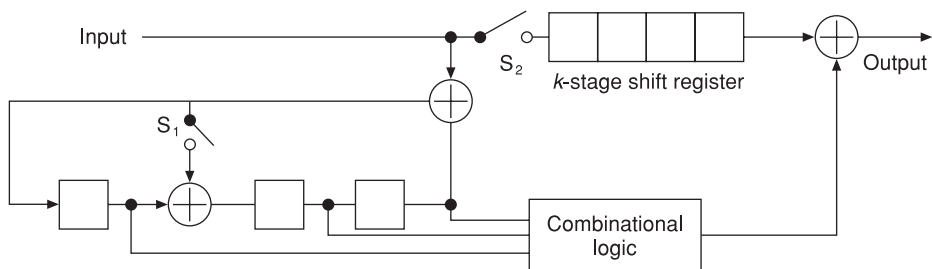 Input
S2
k-stage shift register
Output
S1
Combinational
logic